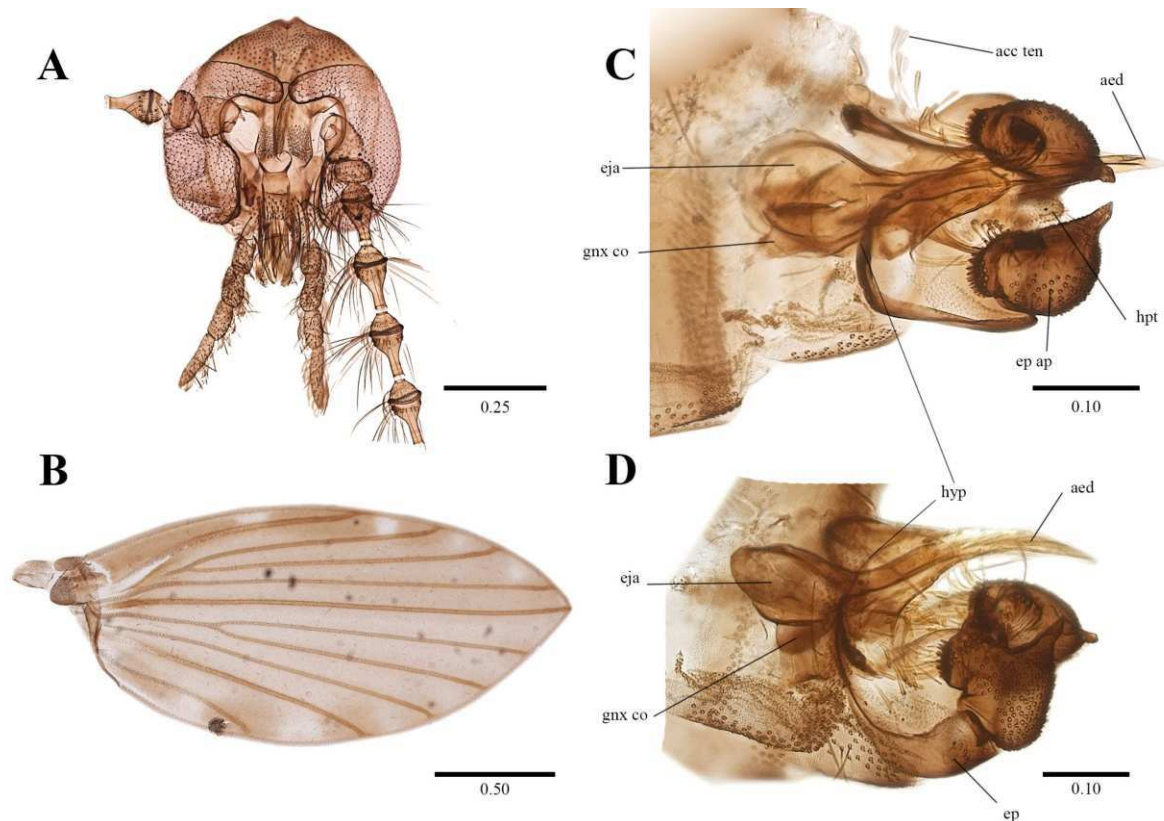 A
0.25
B
0.50
C
acc ten
aed
eja
gnx co
hpt
ep ap
0.10
D
hyp
aed
eja
gnx co
0.10
ep